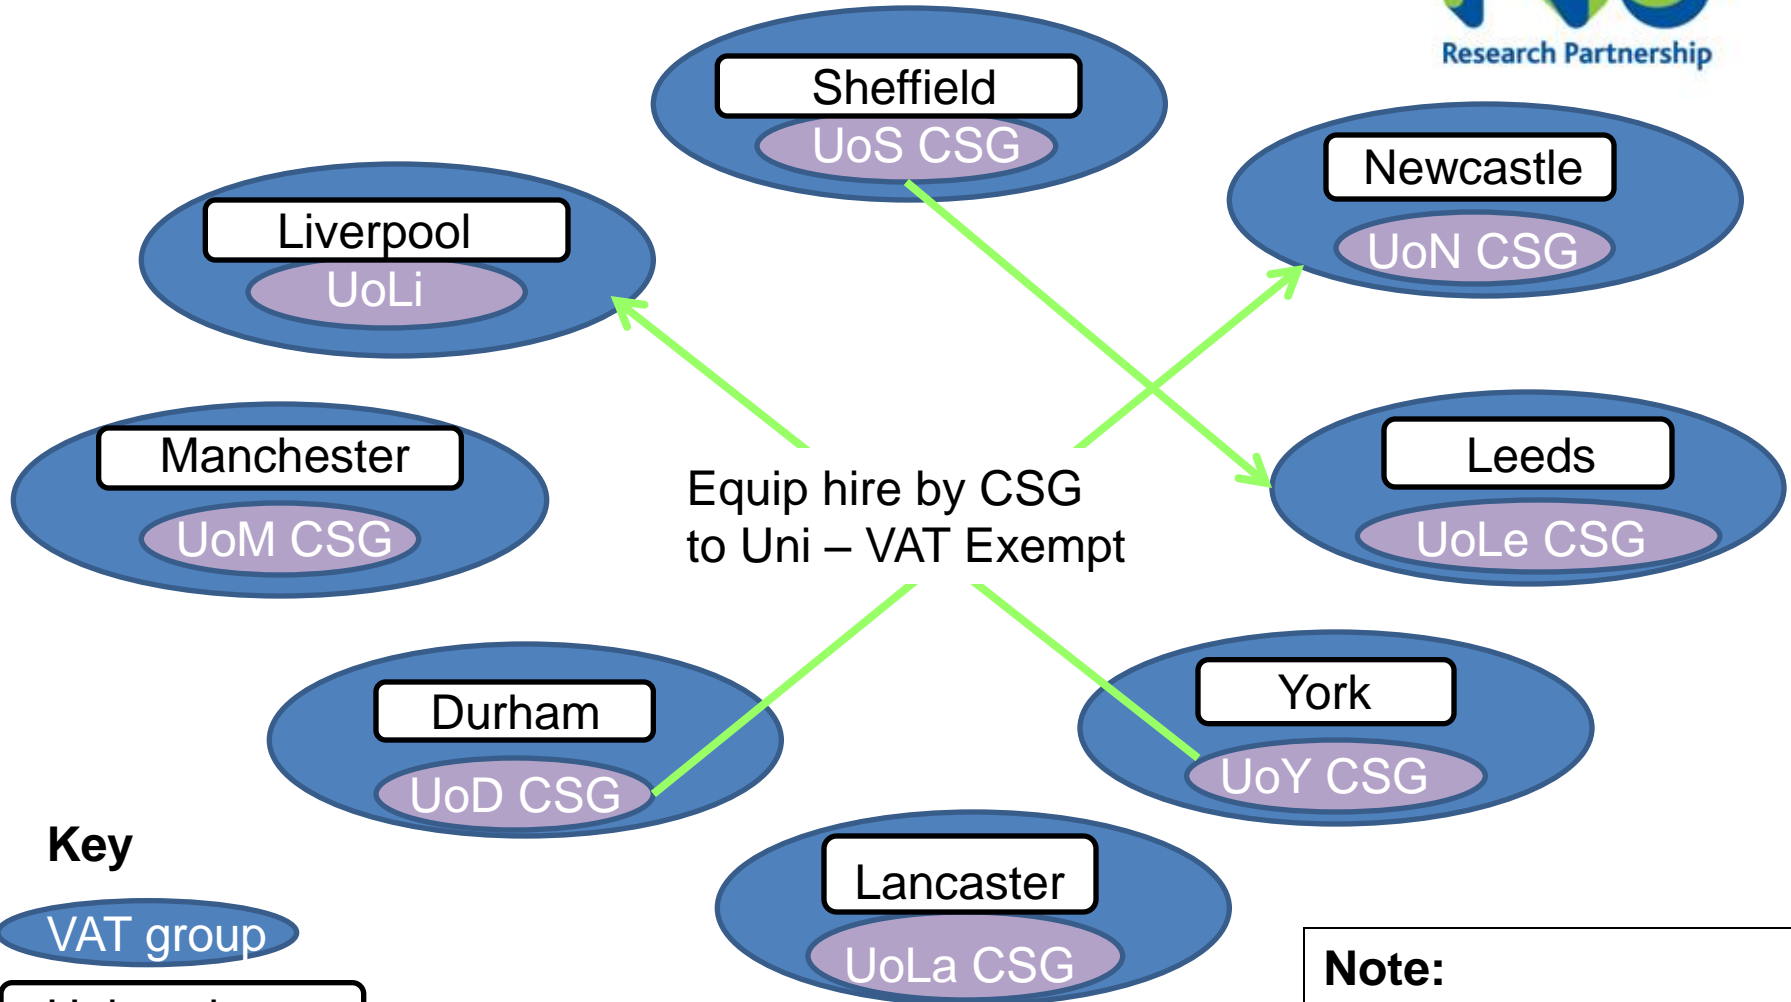 Research Partnership
Sheffield
UoS CSG
Newcastle
UoN CSG
Liverpool
UoLi
Manchester
UoM CSG
Equip hire by CSG
to Uni – VAT Exempt
Leeds
UoLe CSG
Durham
UoD CSG
York
UoY CSG
Lancaster
UoLa CSG
Key
VAT group
Note: